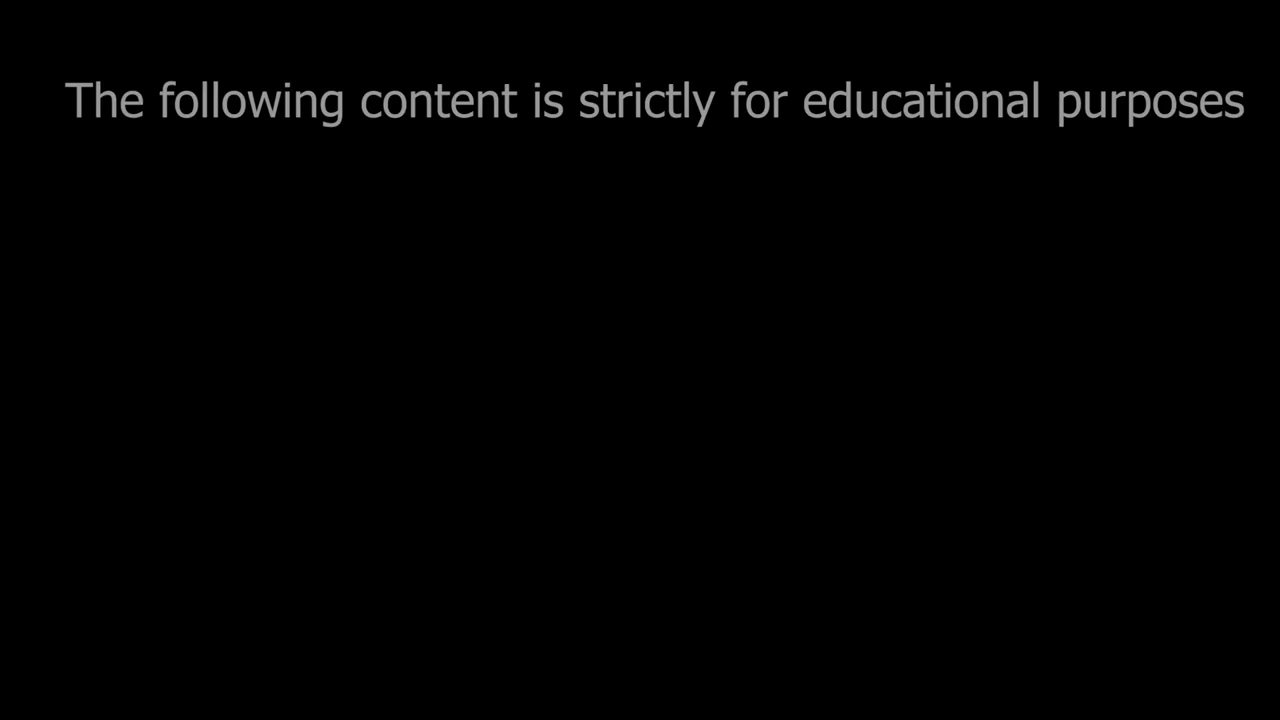 The following content is strictly for educational purposes